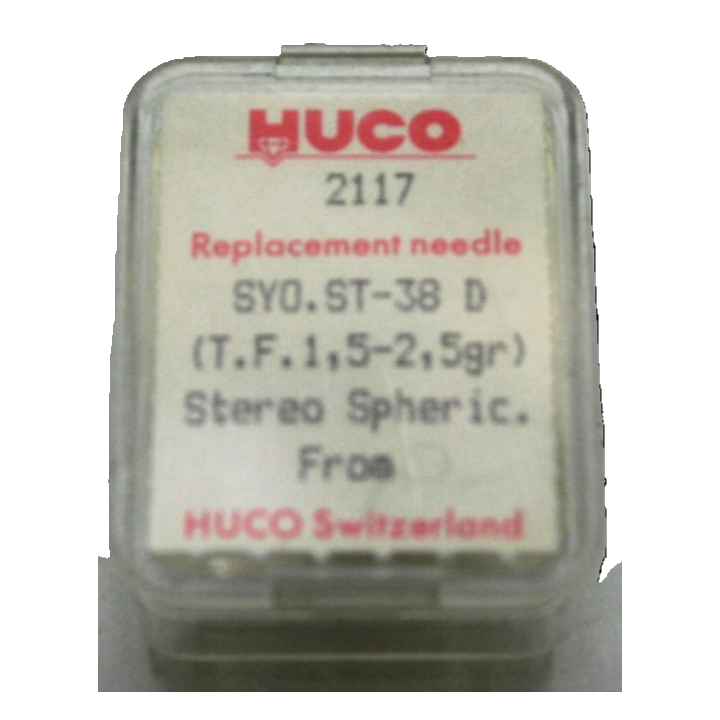 HUCO
2117
Replacement needle
SYO.ST-38 D
(T.F.1,5-2,5gr)
Stereo Spheric.
From
HUCO Switzerland